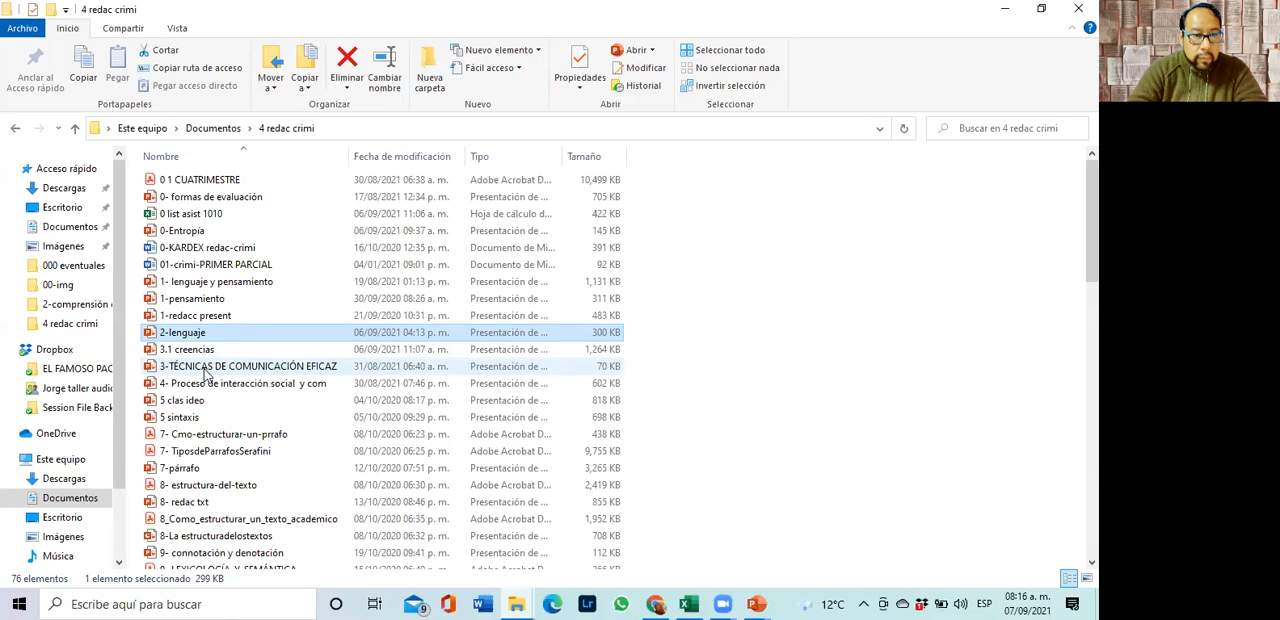 4 redac crimi
Archivo Inicio Compartir Vista
Anclar al Acceso rápido
Copiar
Pegar
Cortar
Copiar ruta de acceso
Pegar acceso directo
Portapapeles
Mover a
Copiar a
Eliminar
Cambiar nombre
Organizar
Nueva carpeta
Nuevo elemento
Fácil acceso
Nuevo
Propiedades
Abrir
Modificar
Historial
Abrir
Seleccionar todo
No seleccionar nada
Invertir selección
Seleccionar
Este equipo > Documentos > 4 redac crimi
Buscar en 4 redac crimi
Acceso rápido
Descargas
Escritorio
Documentos
Imágenes
000 eventuales
00-img
2-comprensión
4 redac crimi
Dropbox
EL FAMOSO PAC
Jorge taller audio
Session File Back
OneDrive
Este equipo
Descargas
Documentos
Escritorio
Imágenes
Música
Nombre Fecha de modificación Tipo Tamaño
0 1 CUATRIMESTRE 30/08/2021 06:38 a. m. Adobe Acrobat D... 10,499 KB
0- formas de evaluación 17/08/2021 12:34 p. m. Presentación de ... 705 KB
0 list asist 1010 06/09/2021 11:06 a. m. Hoja de cálculo d... 422 KB
0-Entropía 06/09/2021 09:37 a. m. Presentación de ... 145 KB
0-KARDEX redac-crimi 16/10/2020 12:35 p. m. Documento de Mi... 391 KB
01-crimi-PRIMER PARCIAL 04/01/2021 09:01 p. m. Documento de Mi... 92 KB
1- lenguaje y pensamiento 19/08/2021 01:13 p. m. Presentación de ... 1,131 KB
1-pensamiento 30/09/2020 08:26 a. m. Presentación de ... 311 KB
1-redacc present 21/09/2020 10:31 p. m. Presentación de ... 483 KB
2-lenguaje 06/09/2021 04:13 p. m. Presentación de ... 300 KB
3.1 creencias 06/09/2021 11:07 a. m. Presentación de ... 1,264 KB
3-TÉCNICAS DE COMUNICACIÓN EFICAZ 31/08/2021 06:40 a. m. Presentación de ... 70 KB
4- Proceso de interacción social y com 30/08/2021 07:46 p. m. Presentación de ... 602 KB
5 clas ideo 04/10/2020 08:17 p. m. Presentación de ... 818 KB
5 sintaxis 05/10/2020 09:29 p. m. Presentación de ... 698 KB
7- Cmo-estructurar-un-prrafo 08/10/2020 06:23 p. m. Adobe Acrobat D... 438 KB
7- TiposdeParrafosSerafini 08/10/2020 06:25 p. m. Adobe Acrobat D... 9,755 KB
7-párrafo 12/10/2020 07:51 p. m. Presentación de ... 3,265 KB
8- estructura-del-texto 08/10/2020 06:30 p. m. Adobe Acrobat D... 2,419 KB
8- redac txt 13/10/2020 08:46 p. m. Presentación de ... 855 KB
8_Como_estructurar_un_texto_academico 08/10/2020 06:35 p. m. Adobe Acrobat D... 1,952 KB
8-La estructuradelostextos 08/10/2020 06:32 p. m. Presentación de ... 708 KB
9- connotación y denotación 19/10/2020 09:41 p. m. Presentación de ... 112 KB
76 elementos 1 elemento seleccionado 299 KB
Escribe aquí para buscar
9
12°C
ESP
08:16 a. m.
07/09/2021